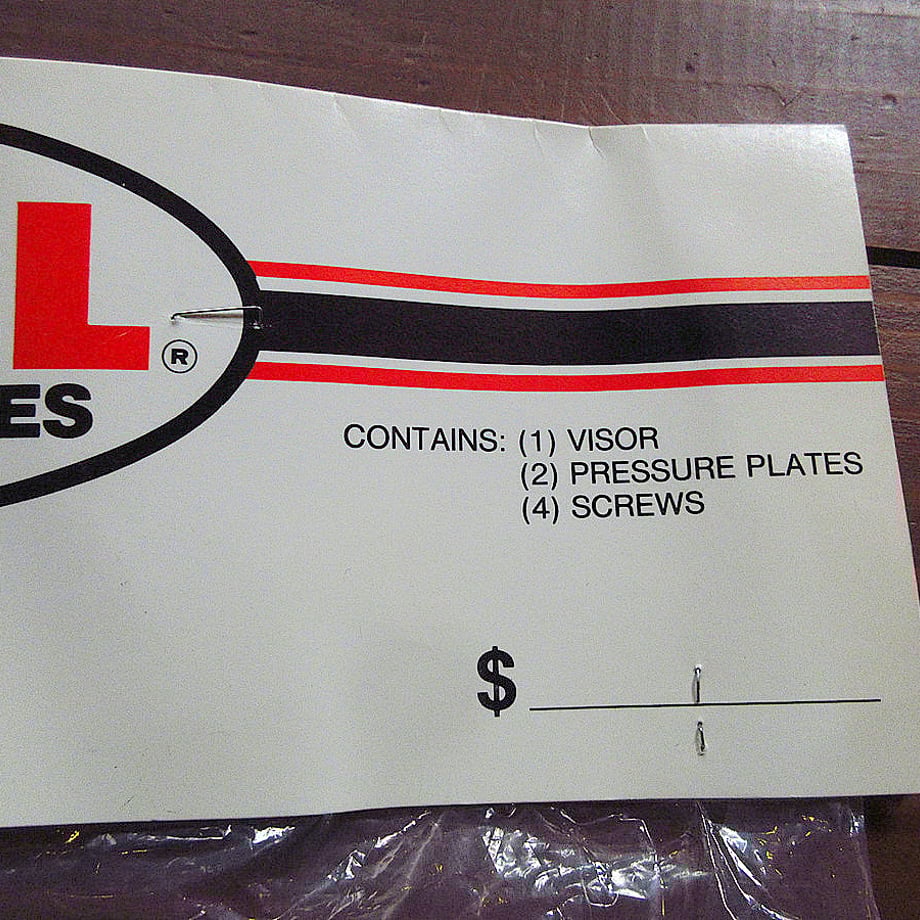 L®
ES
CONTAINS: (1) VISOR
(2) PRESSURE PLATES
(4) SCREWS
$